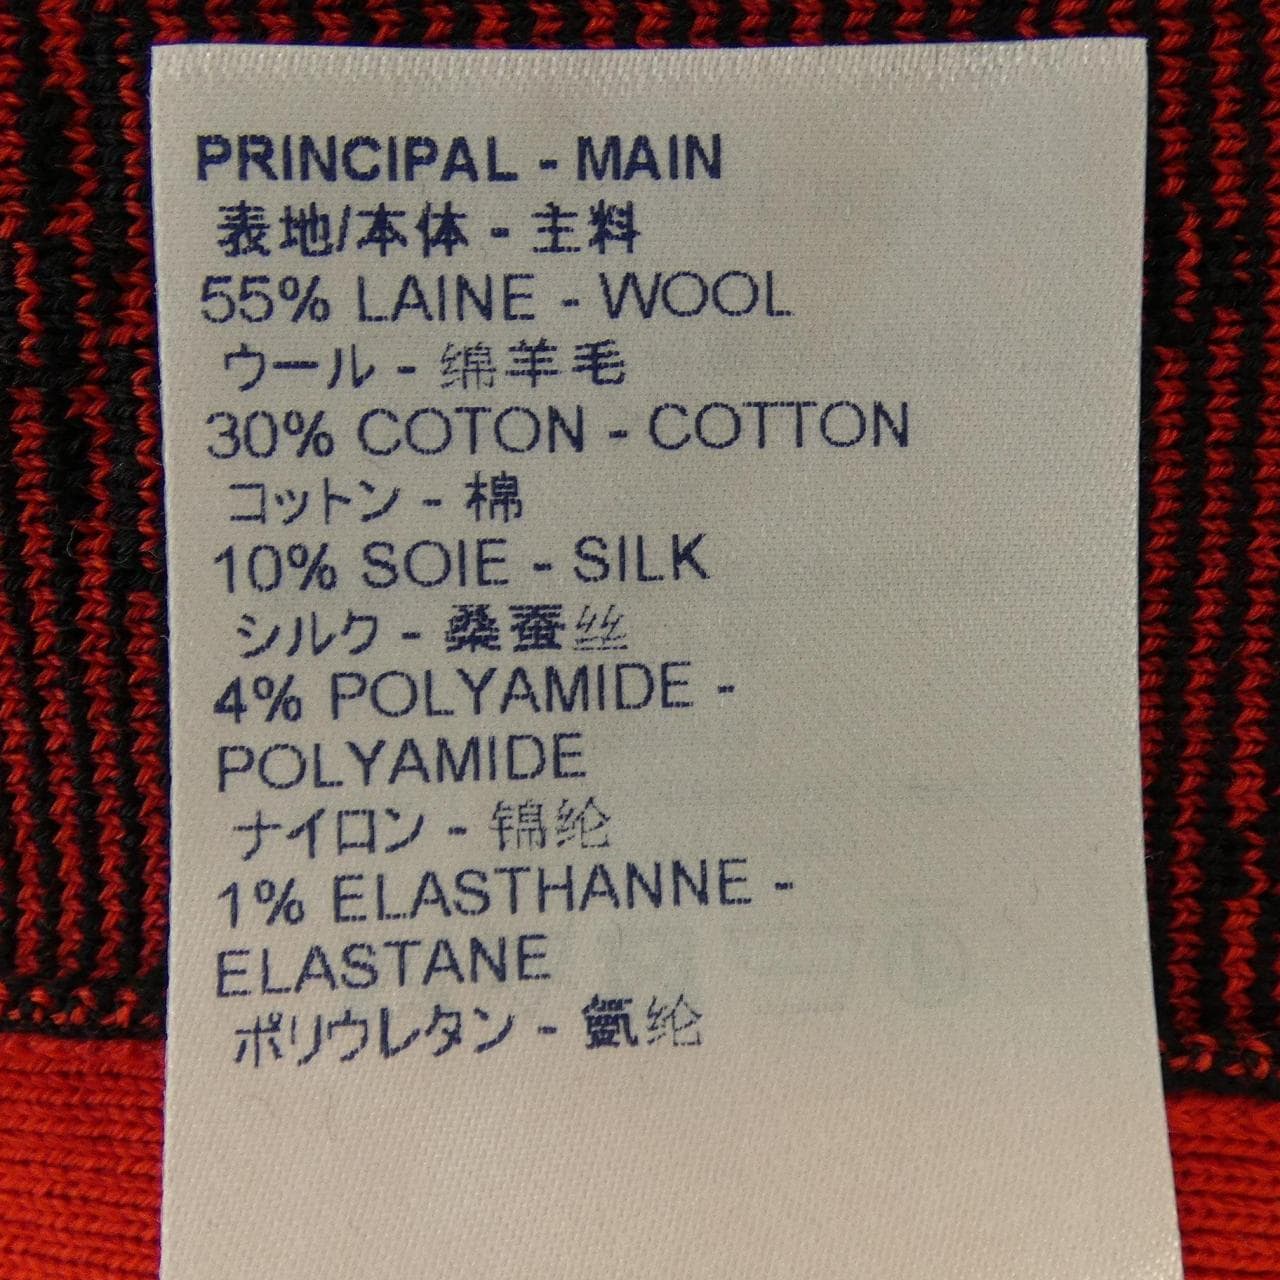 PRINCIPAL - MAIN
表地/本体 - 主料
55% LAINE - WOOL
ウール - 绵羊毛
30% COTON - COTTON
コットン - 棉
10% SOIE - SILK
シルク - 桑蚕丝
4% POLYAMIDE -
POLYAMIDE
ナイロン - 锦纶
1% ELASTHANNE -
ELASTANE
ポリウレタン - 氨纶